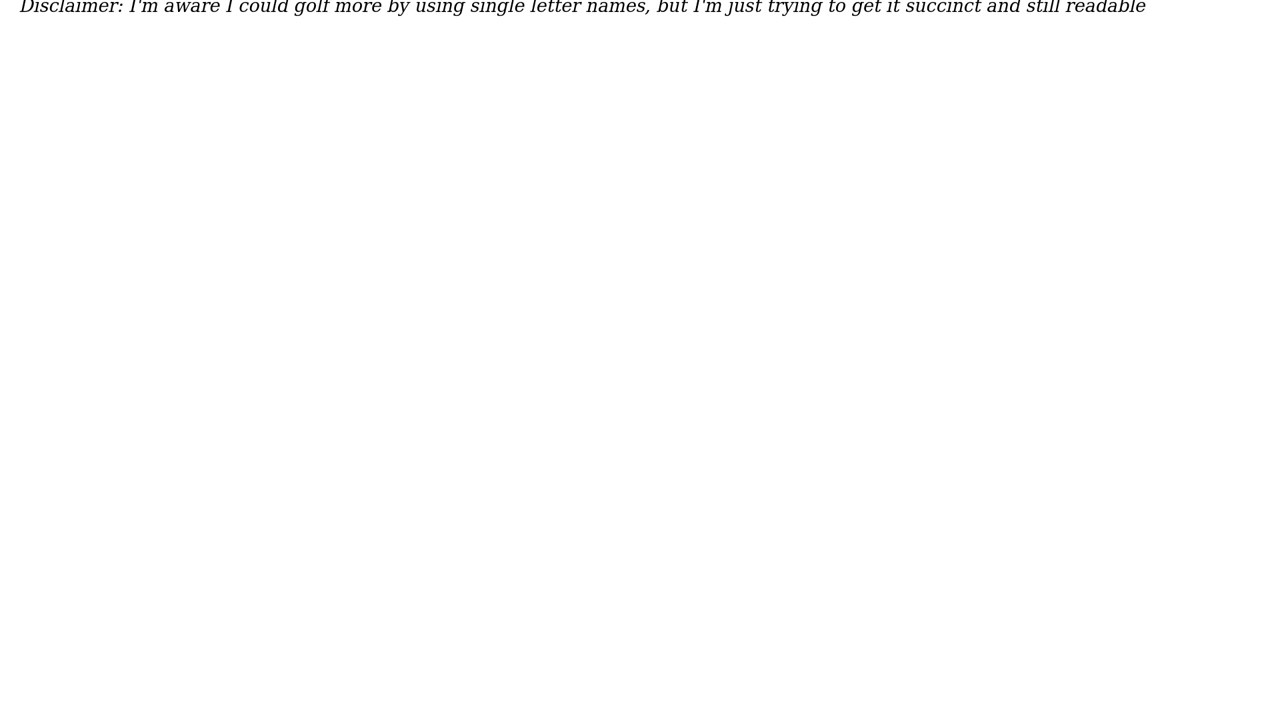 Disclaimer: I'm aware I could golf more by using single letter names, but I'm just trying to get it succinct and still readable